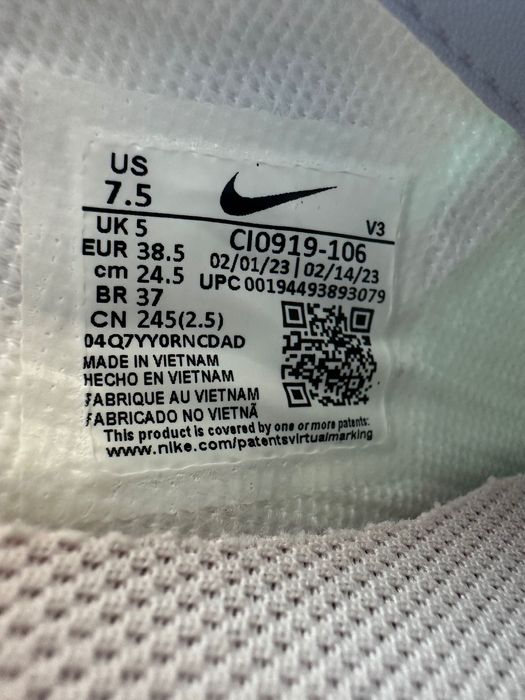 US
7.5
V3
UK 5
CI0919-106
EUR 38.5
02/01/23 | 02/14/23
cm 24.5
UPC 00194493893079
BR 37
CN 245(2.5)
04Q7YY0RNCDAD
MADE IN VIETNAM
HECHO EN VIETNAM
FABRIQUE AU VIETNAM
FABRICADO NO VIETNÃ
This product is covered by one or more patents:
www.nike.com/patentsvirtualmarking